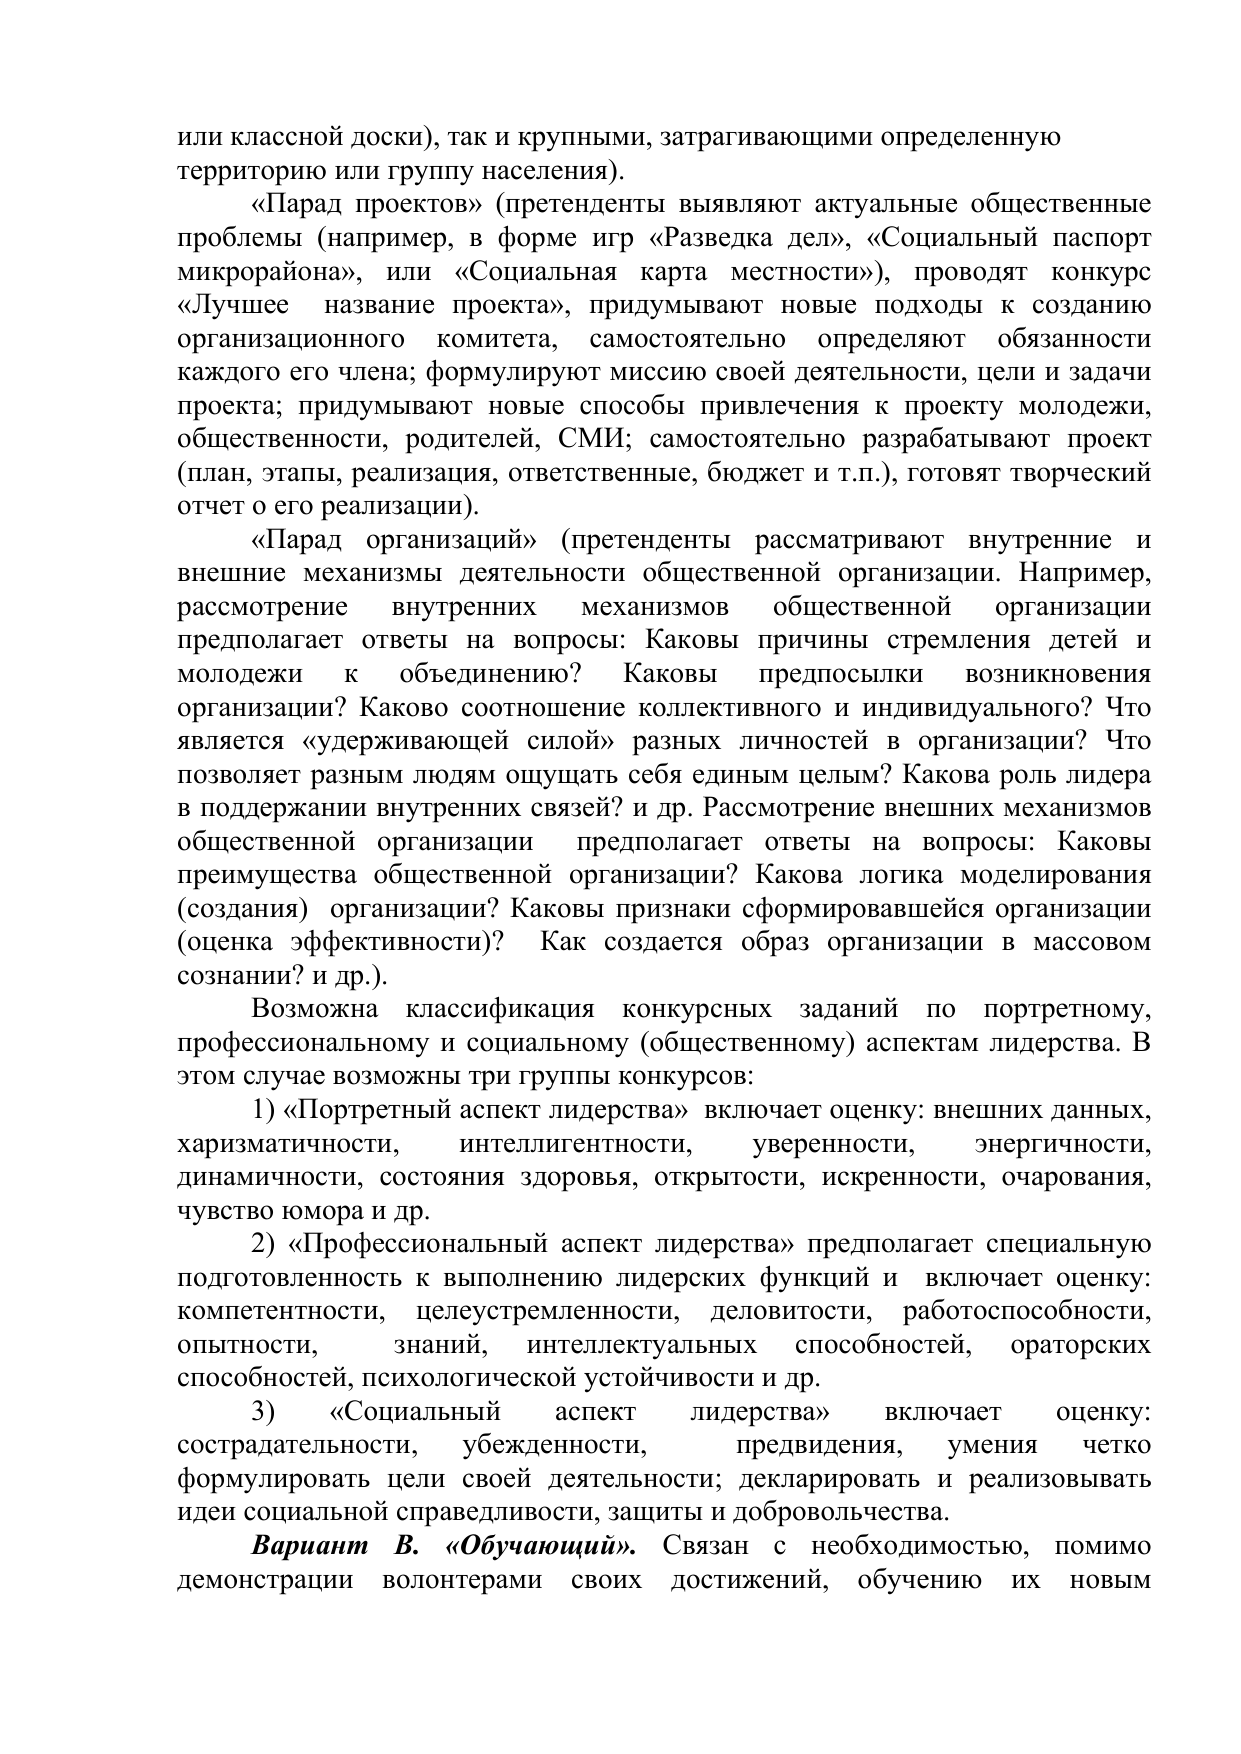 или классной доски), так и крупными, затрагивающими определенную
территорию или группу населения).
«Парад проектов» (претенденты выявляют актуальные общественные
проблемы (например, в форме игр «Разведка дел», «Социальный паспорт
микрорайона», или «Социальная карта местности»), проводят конкурс
«Лучшее название проекта», придумывают новые подходы к созданию
организационного комитета, самостоятельно определяют обязанности
каждого его члена; формулируют миссию своей деятельности, цели и задачи
проекта; придумывают новые способы привлечения к проекту молодежи,
общественности, родителей, СМИ; самостоятельно разрабатывают проект
(план, этапы, реализация, ответственные, бюджет и т.п.), готовят творческий
отчет о его реализации).
«Парад организаций» (претенденты рассматривают внутренние и
внешние механизмы деятельности общественной организации. Например,
рассмотрение внутренних механизмов общественной организации
предполагает ответы на вопросы: Каковы причины стремления детей и
молодежи к объединению? Каковы предпосылки возникновения
организации? Каково соотношение коллективного и индивидуального? Что
является «удерживающей силой» разных личностей в организации? Что
позволяет разным людям ощущать себя единым целым? Какова роль лидера
в поддержании внутренних связей? и др. Рассмотрение внешних механизмов
общественной организации предполагает ответы на вопросы: Каковы
преимущества общественной организации? Какова логика моделирования
(создания) организации? Каковы признаки сформировавшейся организации
(оценка эффективности)? Как создается образ организации в массовом
сознании? и др.).
Возможна классификация конкурсных заданий по портретному,
профессиональному и социальному (общественному) аспектам лидерства. В
этом случае возможны три группы конкурсов:
1) «Портретный аспект лидерства» включает оценку: внешних данных,
харизматичности, интеллигентности, уверенности, энергичности,
динамичности, состояния здоровья, открытости, искренности, очарования,
чувство юмора и др.
2) «Профессиональный аспект лидерства» предполагает специальную
подготовленность к выполнению лидерских функций и включает оценку:
компетентности, целеустремленности, деловитости, работоспособности,
опытности, знаний, интеллектуальных способностей, ораторских
способностей, психологической устойчивости и др.
3) «Социальный аспект лидерства» включает оценку:
сострадательности, убежденности, предвидения, умения четко
формулировать цели своей деятельности; декларировать и реализовывать
идеи социальной справедливости, защиты и добровольчества.
Вариант В. «Обучающий». Связан с необходимостью, помимо
демонстрации волонтерами своих достижений, обучению их новым